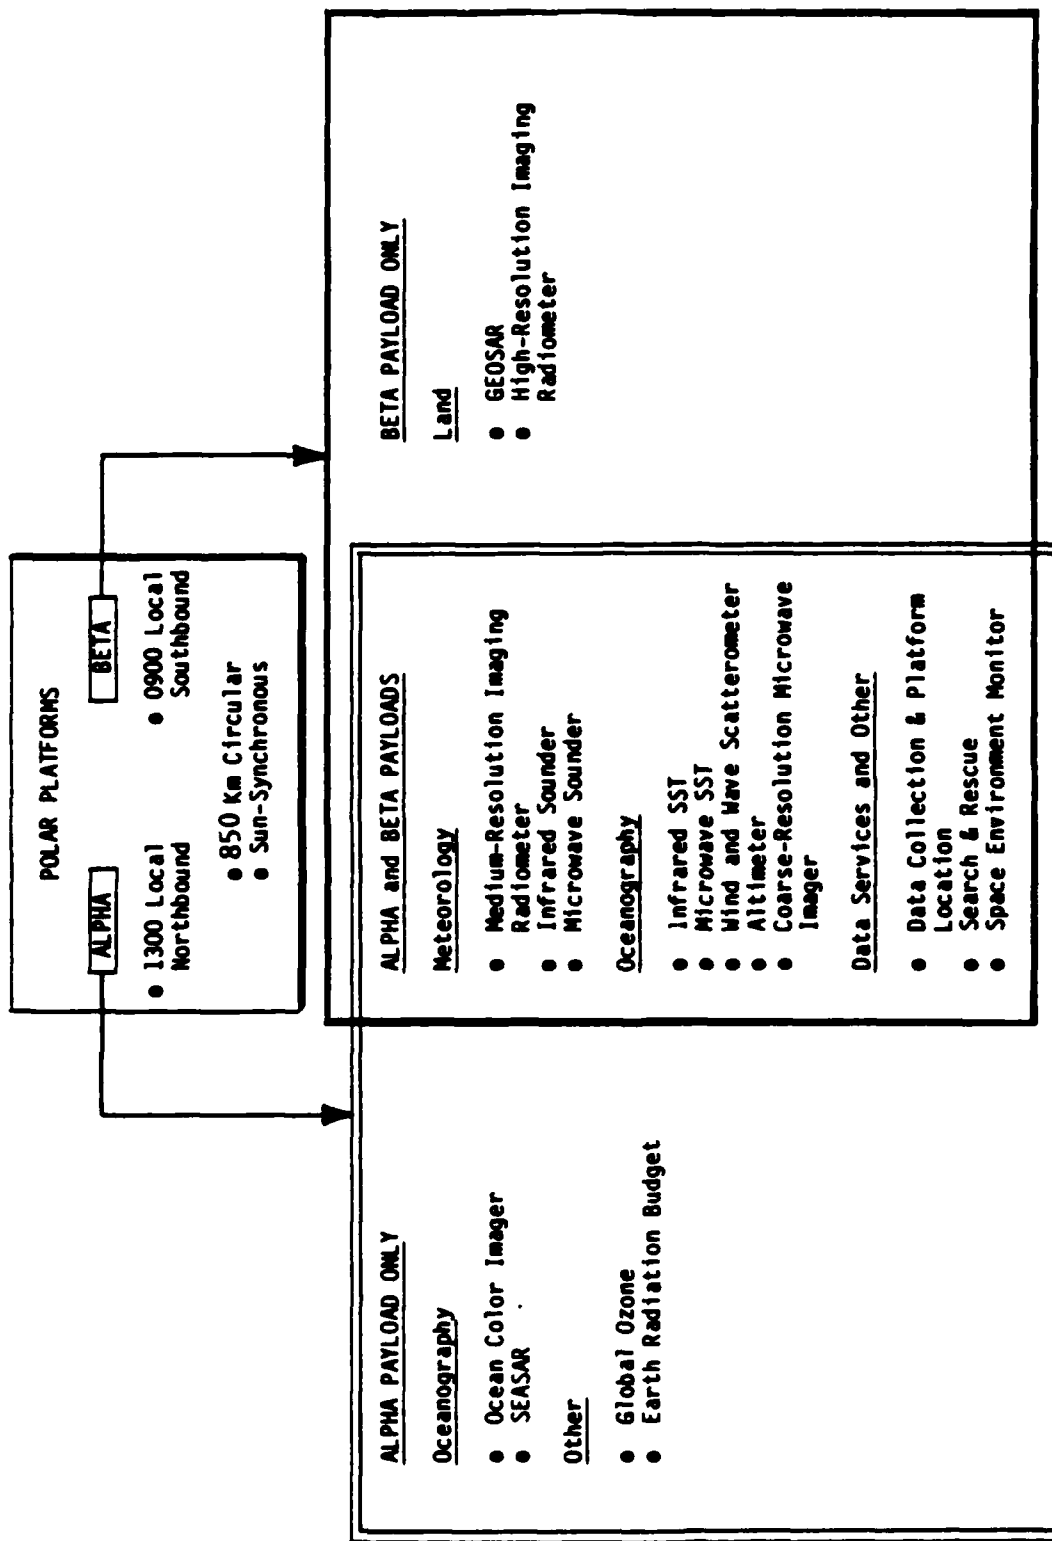 POLAR PLATFORMS
ALPHA
BETA
● 1300 Local
Northbound
● 0900 Local
Southbound
● 850 Km Circular
● Sun-Synchronous
ALPHA PAYLOAD ONLY
Oceanography
● Ocean Color Imager
● SEASAR
Other
● Global Ozone
● Earth Radiation Budget
ALPHA and BETA PAYLOADS
Meteorology
● Medium-Resolution Imaging
Radiometer
● Infrared Sounder
● Microwave Sounder
Oceanography
● Infrared SST
● Microwave SST
● Wind and Wave Scatterometer
● Altimeter
● Coarse-Resolution Microwave
Imager
Data Services and Other
● Data Collection & Platform
Location
● Search & Rescue
● Space Environment Monitor
BETA PAYLOAD ONLY
Land
● GEOSAR
● High-Resolution Imaging
Radiometer